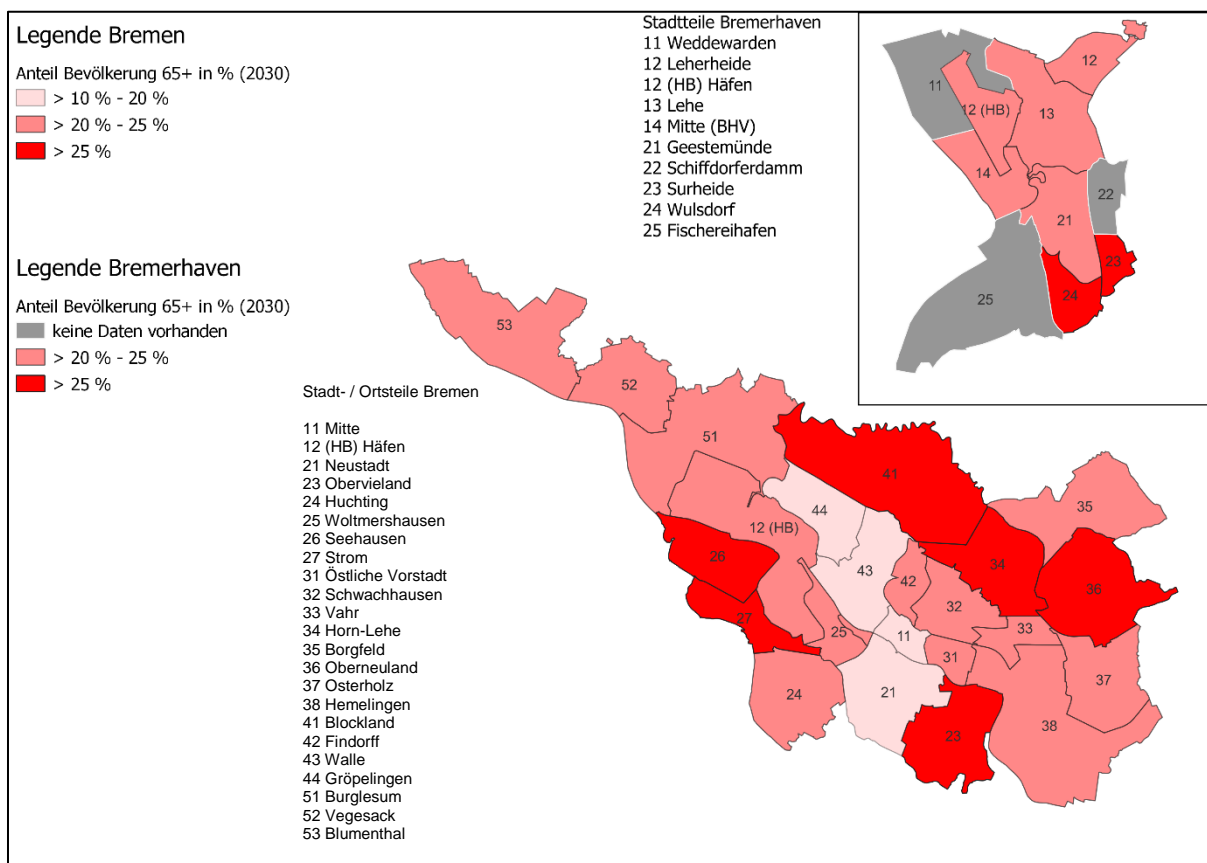 Legende Bremen
Anteil Bevölkerung 65+ in % (2030)
> 10 % - 20 %
> 20 % - 25 %
> 25 %
Legende Bremerhaven
Anteil Bevölkerung 65+ in % (2030)
keine Daten vorhanden
> 20 % - 25 %
> 25 %
Stadtteile Bremerhaven
11 Weddewarden
12 Leherheide
12 (HB) Häfen
13 Lehe
14 Mitte (BHV)
21 Geestemünde
22 Schiffdorferdamm
23 Surheide
24 Wulsdorf
25 Fischereihafen
12
11
12 (HB)
13
14
22
21
23
24
25
Stadt- / Ortsteile Bremen
11 Mitte
12 (HB) Häfen
21 Neustadt
23 Obervieland
24 Huchting
25 Woltmershausen
26 Seehausen
27 Strom
31 Östliche Vorstadt
32 Schwachhausen
33 Vahr
34 Horn-Lehe
35 Borgfeld
36 Oberneuland
37 Osterholz
38 Hemelingen
41 Blockland
42 Findorff
43 Walle
44 Gröpelingen
51 Burglesum
52 Vegesack
53 Blumenthal
53
52
51
41
44
35
12 (HB)
26
43
34
42
36
32
27
25
11
33
31
37
24
21
38
23